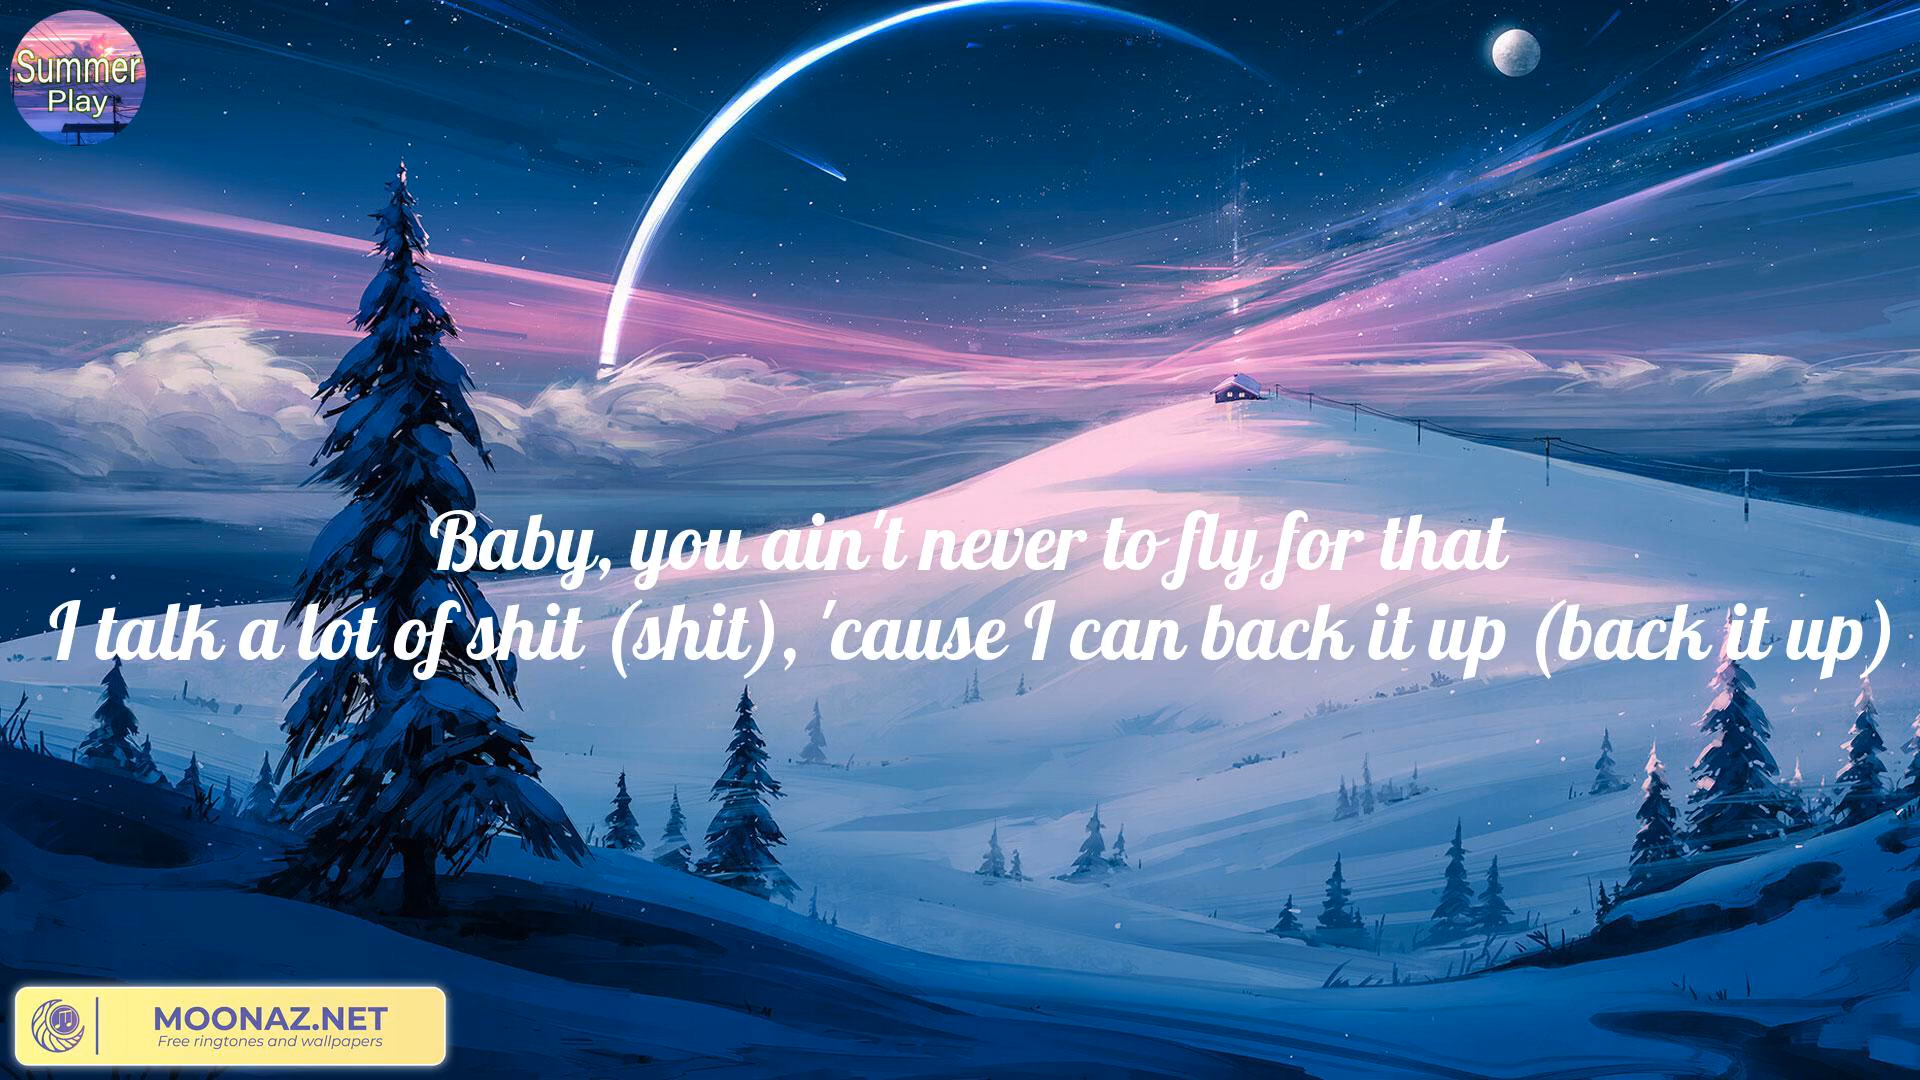 Summer
Play
Baby, you ain't never to fly for that
I talk a lot of shit (shit), 'cause I can back it up (back it up)
MOONAZ.NET
Free ringtones and wallpapers